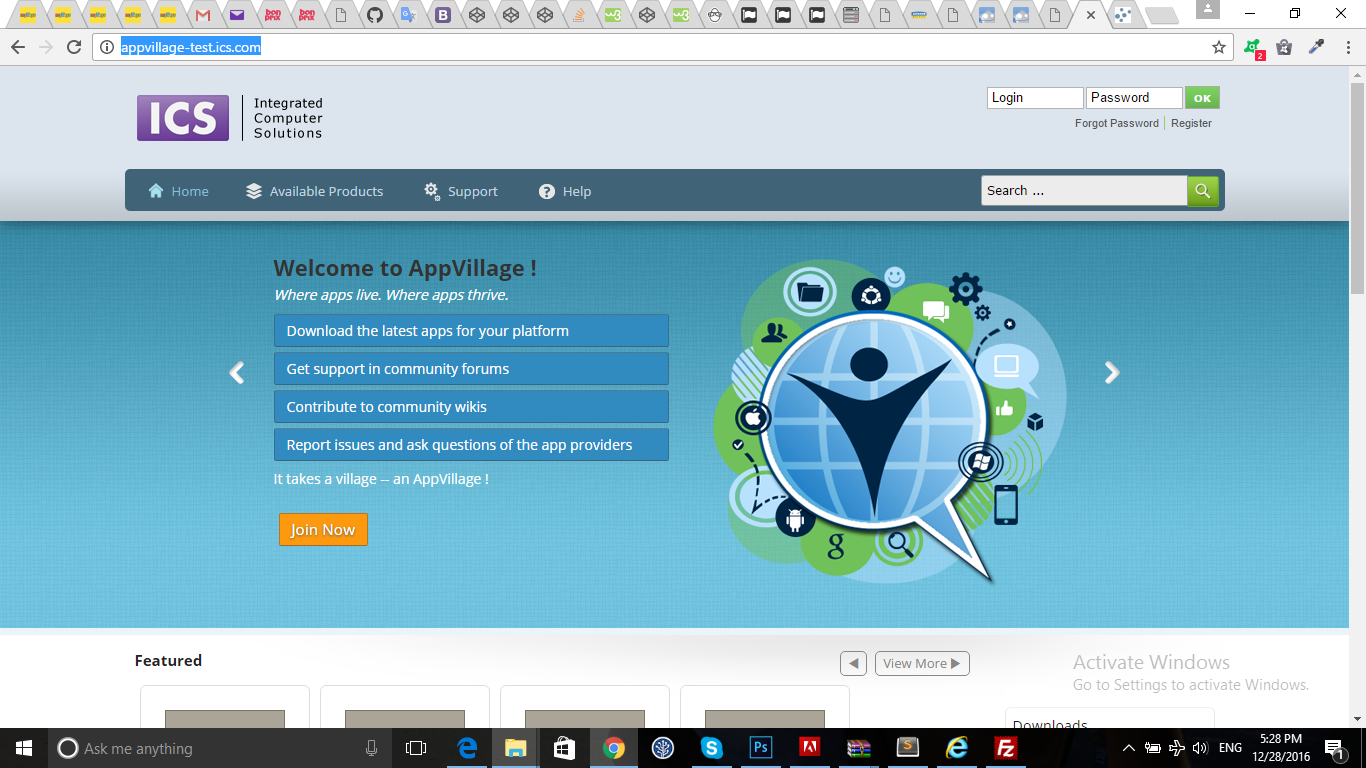 appvillage-test.ics.com
2
ICS
Integrated
Computer
Solutions
Login
Password
OK
Forgot Password
Register
Home
Available Products
Support
Help
Search ...
Welcome to AppVillage !
Where apps live. Where apps thrive.
Download the latest apps for your platform
Get support in community forums
Contribute to community wikis
Report issues and ask questions of the app providers
It takes a village -- an AppVillage !
Join Now
g
Featured
View More
Activate Windows
Go to Settings to activate Windows.
Downloads
Ask me anything
ENG
5:28 PM
12/28/2016
1